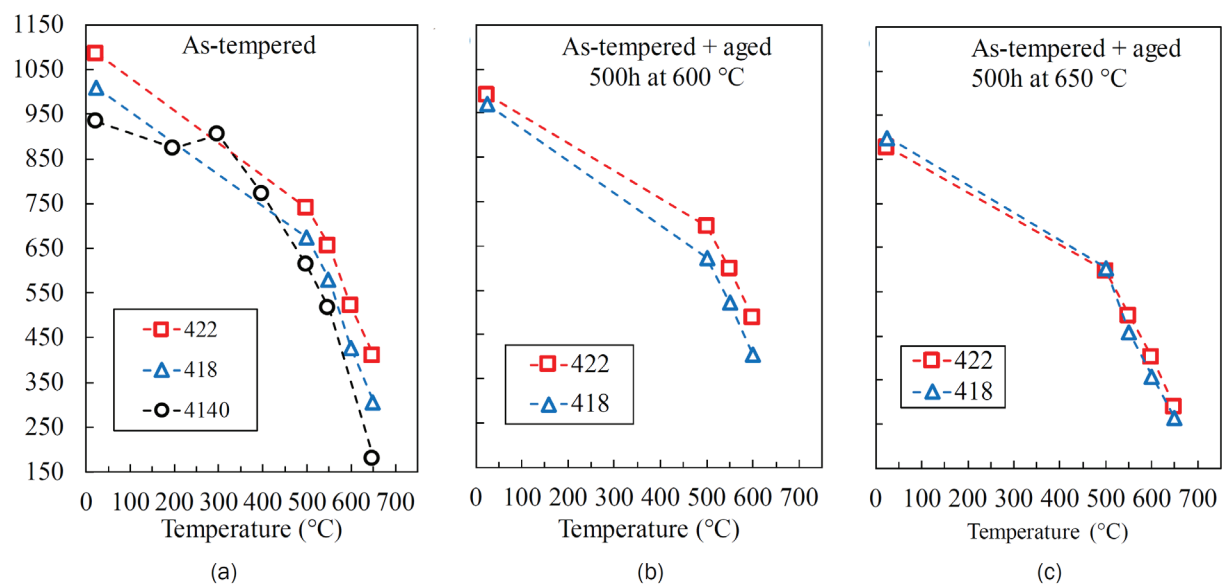 As-tempered
1150
1050
950
850
750
650
550
450
350
250
150
422
418
4140
0 100 200 300 400 500 600 700
Temperature (°C)
(a)
As-tempered + aged
500h at 600 °C
422
418
0 100 200 300 400 500 600 700
Temperature (°C)
(b)
As-tempered + aged
500h at 650 °C
422
418
0 100 200 300 400 500 600 700
Temperature (°C)
(c)